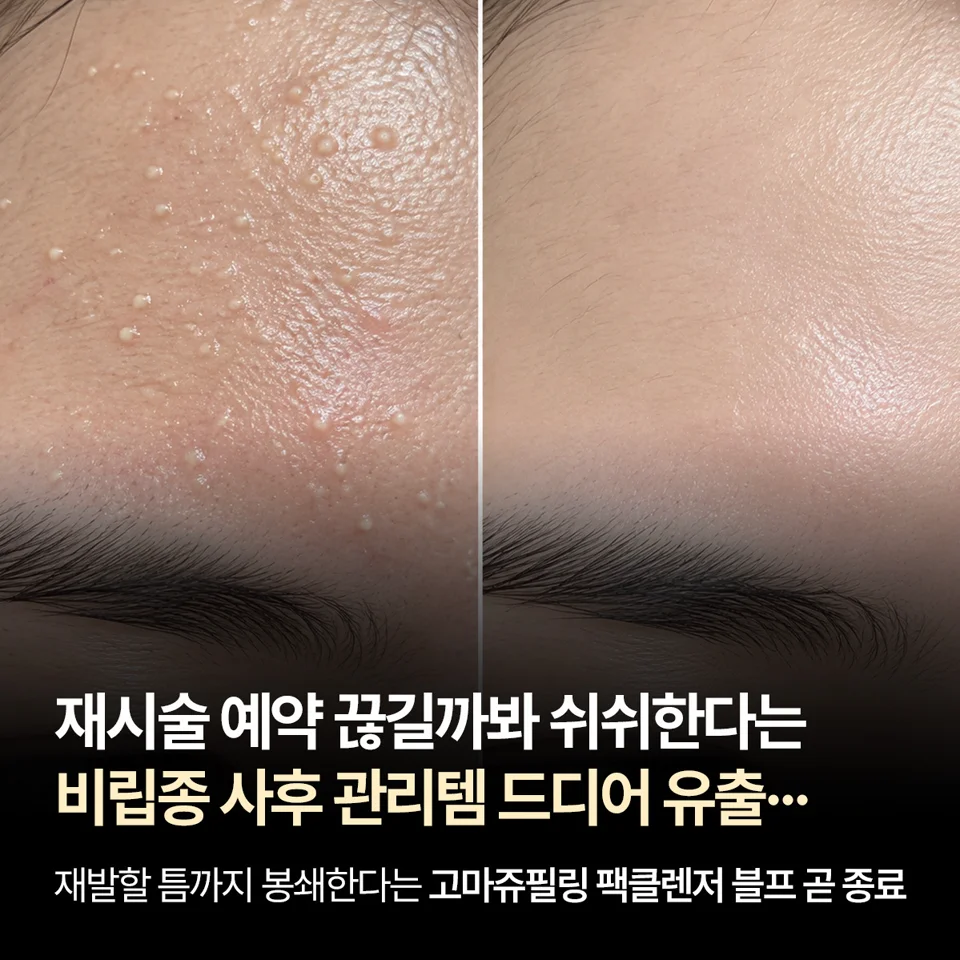 재시술 예약 끊길까봐 쉬쉬한다는
비립종 사후 관리템 드디어 유출…
재발할 틈까지 봉쇄한다는 고마쥬필링 팩클렌저 블프 곧 종료